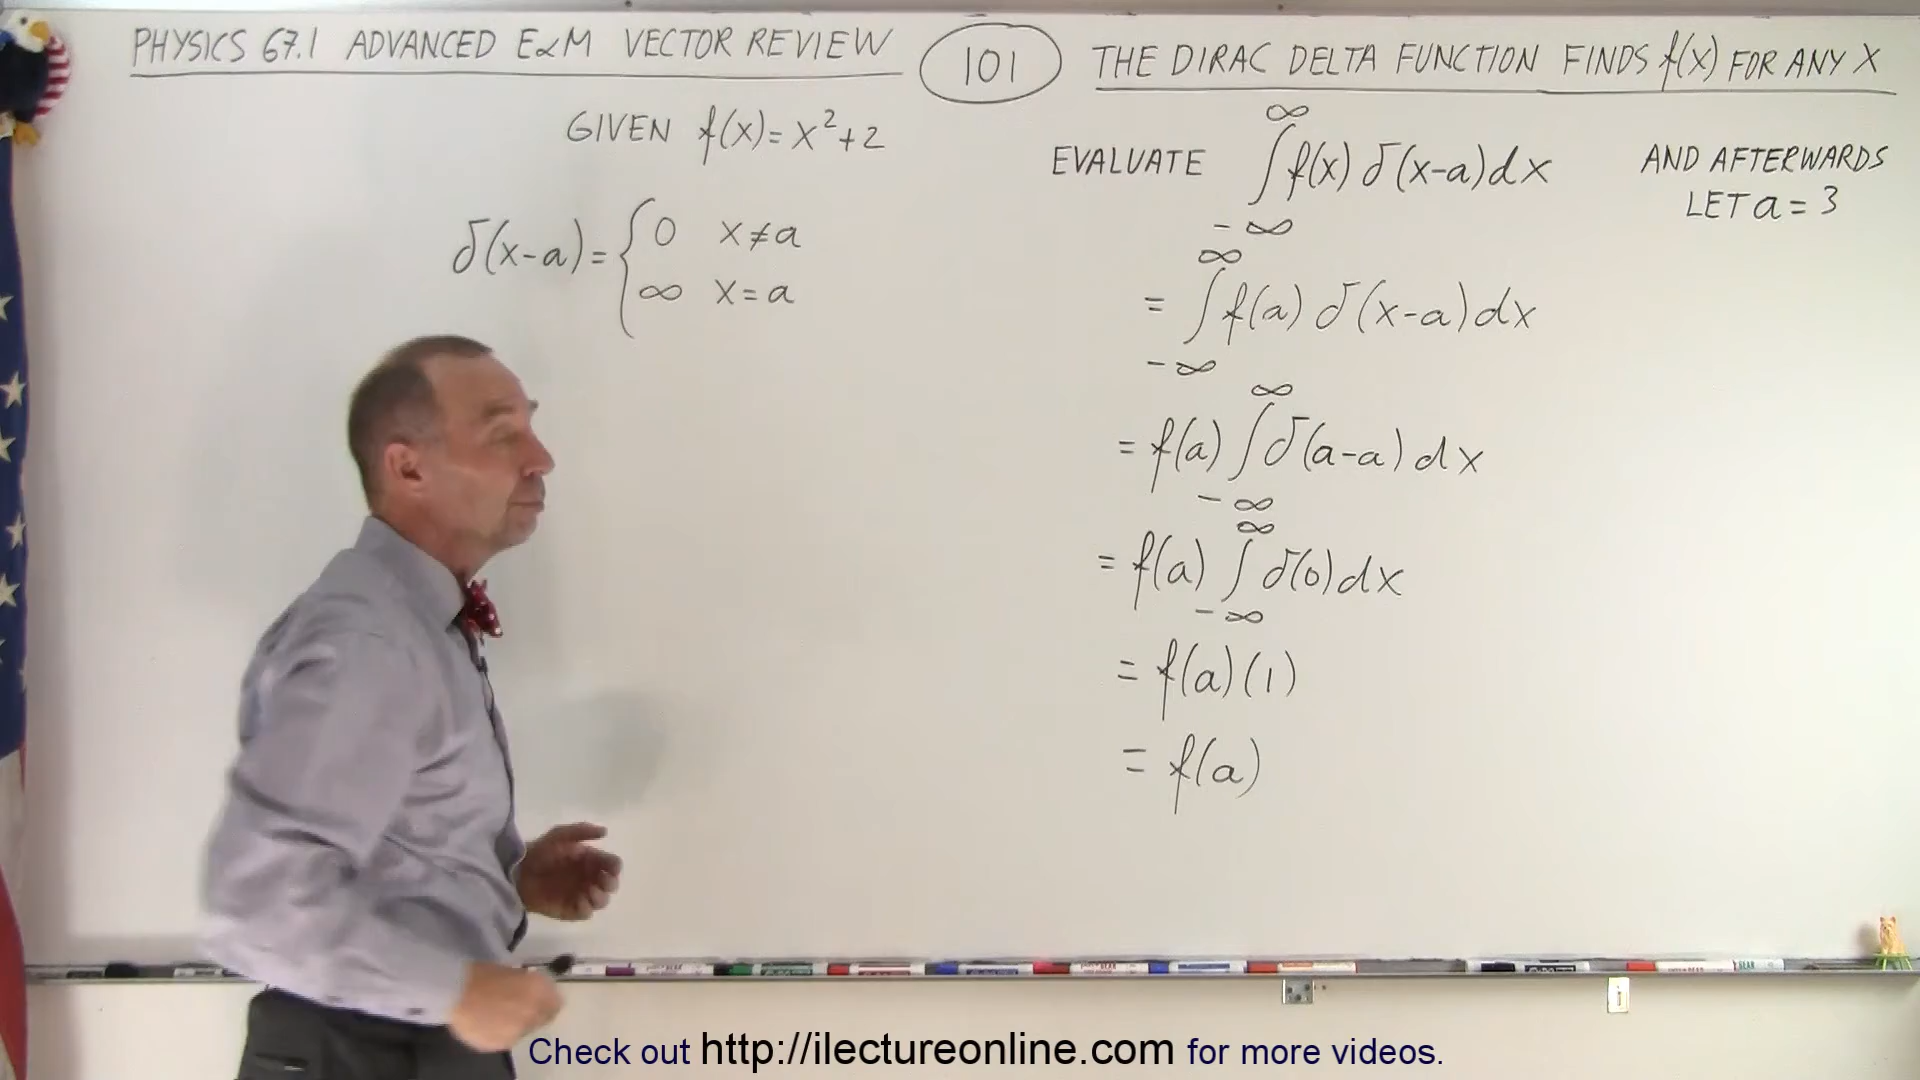 PHYSICS 67.1 ADVANCED E&M VECTOR REVIEW
101
THE DIRAC DELTA FUNCTION FINDS f(x) FOR ANY X
GIVEN f(x)= x²+2
δ(x-a)= { 0 x≠a
∞ x=a
EVALUATE ∫_{-∞}^{∞} f(x) δ(x-a)dx
AND AFTERWARDS
LET a = 3
= ∫_{-∞}^{∞} f(a) δ(x-a)dx
= f(a) ∫_{-∞}^{∞} δ(a-a)dx
= f(a) ∫_{-∞}^{∞} δ(0)dx
= f(a)(1)
= f(a)
Check out http://ilectureonline.com for more videos.